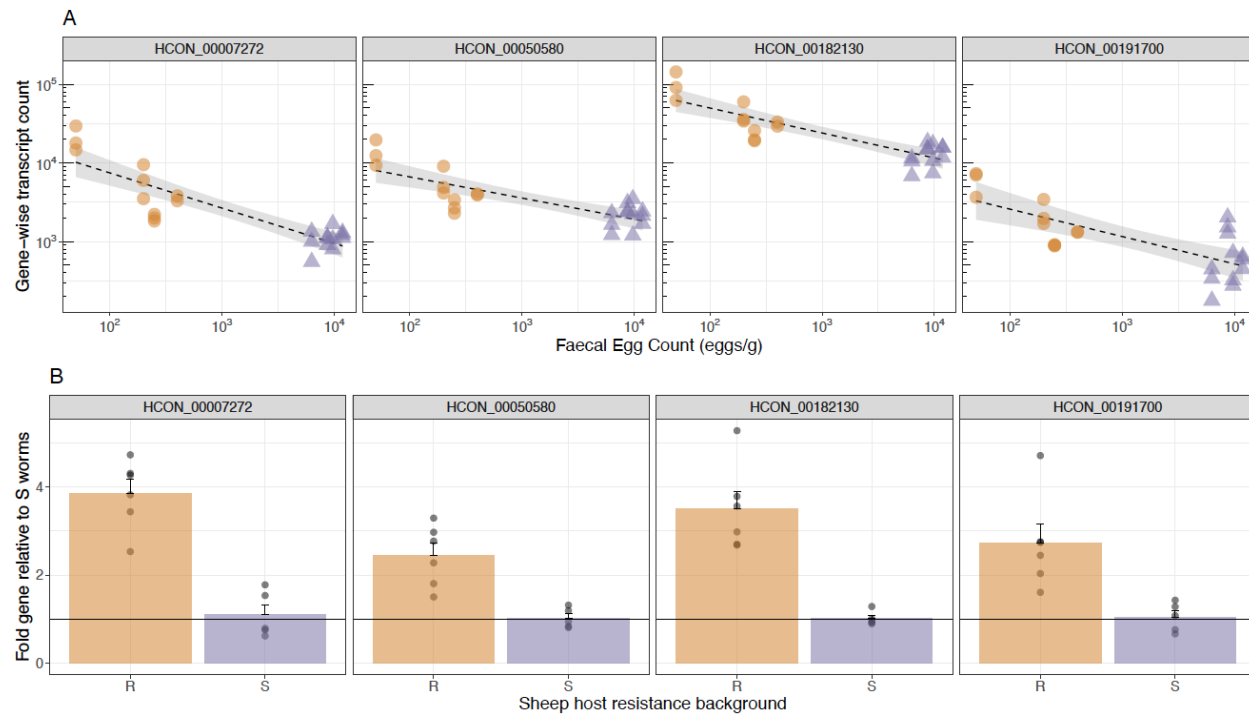 A
HCON_00007272 HCON_00050580 HCON_00182130 HCON_00191700
Gene−wise transcript count
10⁵
10⁴
10³
10² 10³ 10⁴ 10² 10³ 10⁴ 10² 10³ 10⁴ 10² 10³ 10⁴
Faecal Egg Count (eggs/g)
B
HCON_00007272 HCON_00050580 HCON_00182130 HCON_00191700
Fold gene relative to S worms
4
2
0
R S R S R S R S
Sheep host resistance background